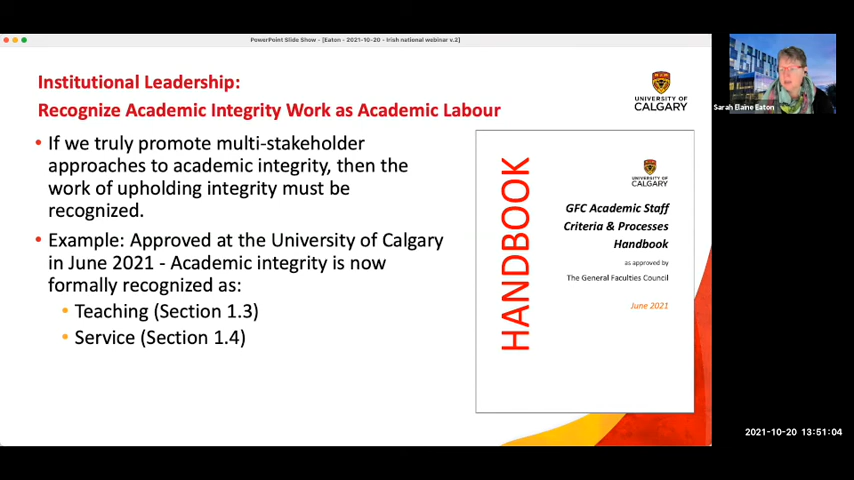 PowerPoint Slide Show - [Eaton - 2021-10-20 - Irish national webinar v.2]
Institutional Leadership:
Recognize Academic Integrity Work as Academic Labour
UNIVERSITY OF
CALGARY
• If we truly promote multi-stakeholder
approaches to academic integrity, then the
work of upholding integrity must be
recognized.
• Example: Approved at the University of Calgary
in June 2021 - Academic integrity is now
formally recognized as:
• Teaching (Section 1.3)
• Service (Section 1.4)
HANDBOOK
UNIVERSITY OF
CALGARY
GFC Academic Staff
Criteria & Processes
Handbook
as approved by
The General Faculties Council
June 2021
Sarah Elaine Eaton
2021-10-20 13:51:04